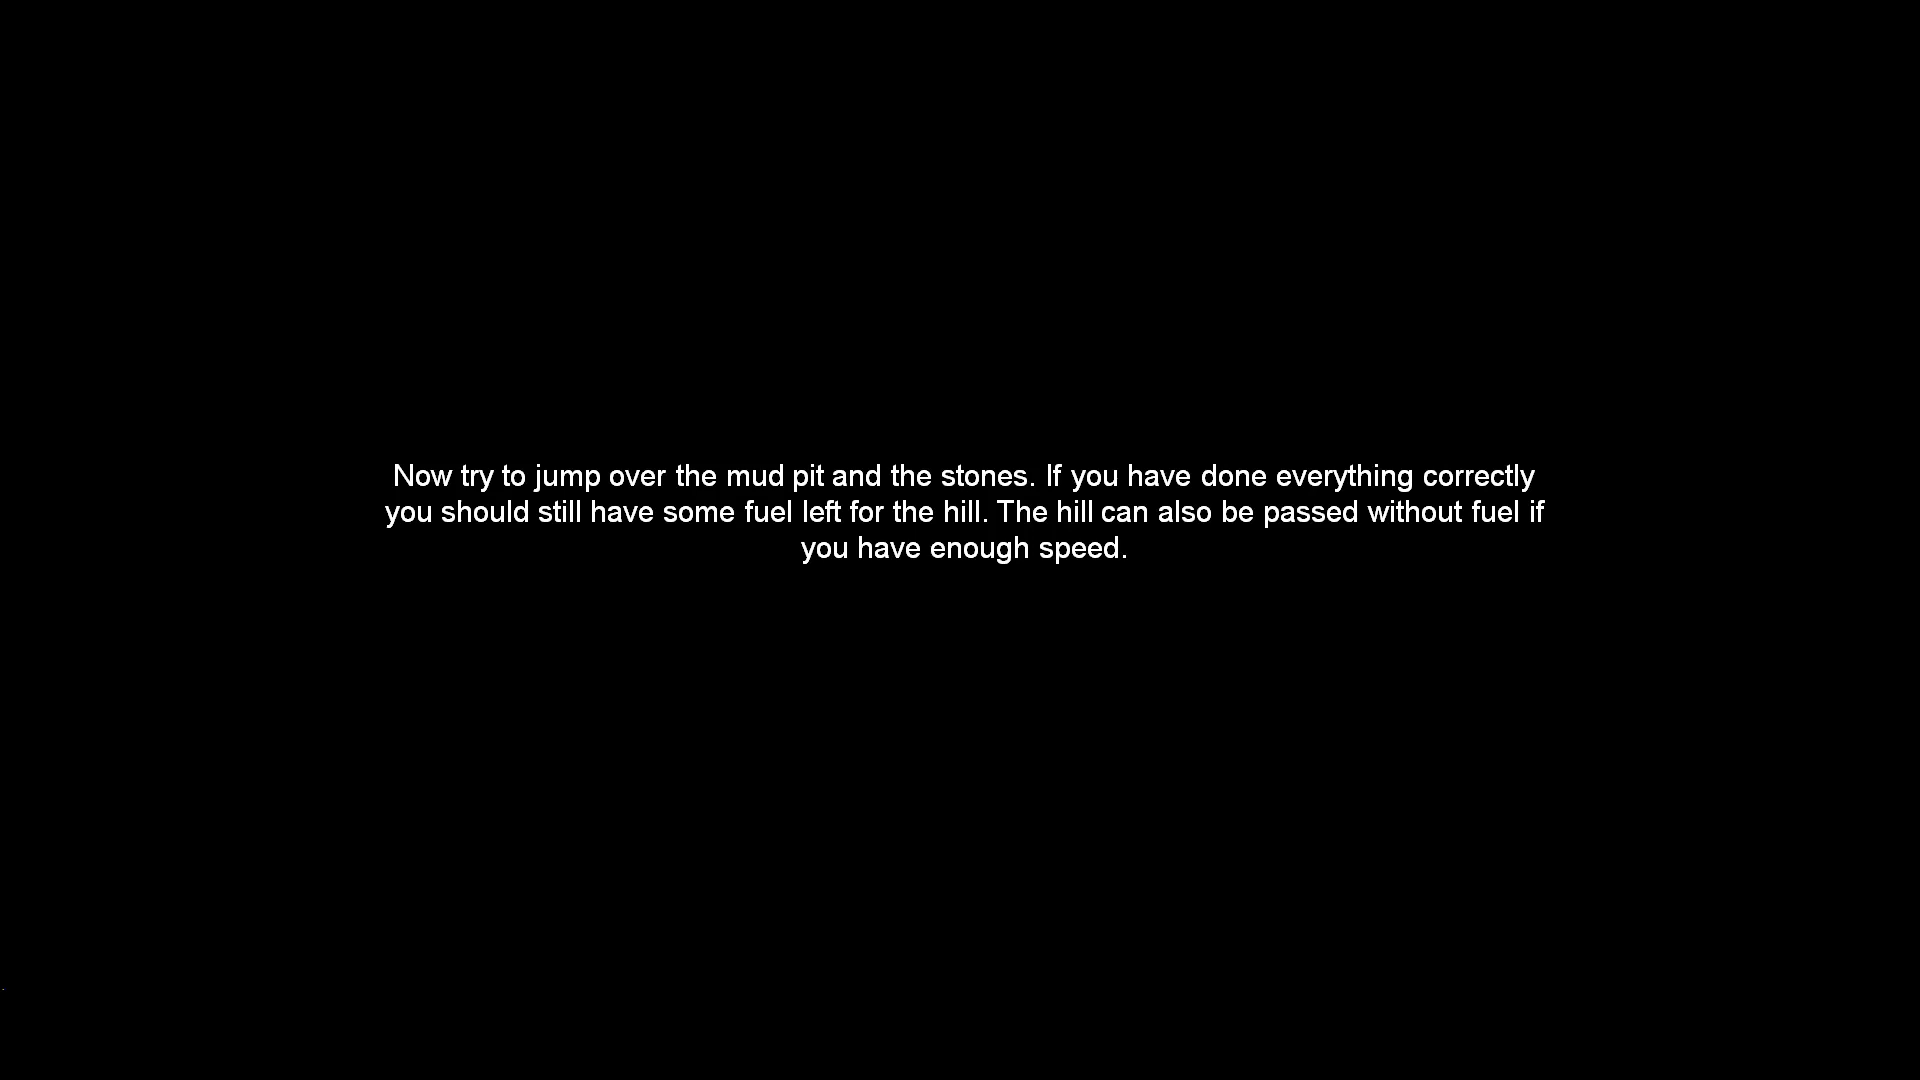 Now try to jump over the mud pit and the stones. If you have done everything correctly
you should still have some fuel left for the hill. The hill can also be passed without fuel if
you have enough speed.